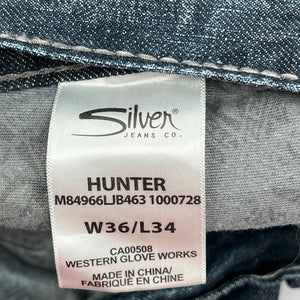 Silver®
JEANS CO.
HUNTER
M84966LJB463 1000728
W36/L34
CA00508
WESTERN GLOVE WORKS
MADE IN CHINA/
FABRIQUÉ EN CHINE